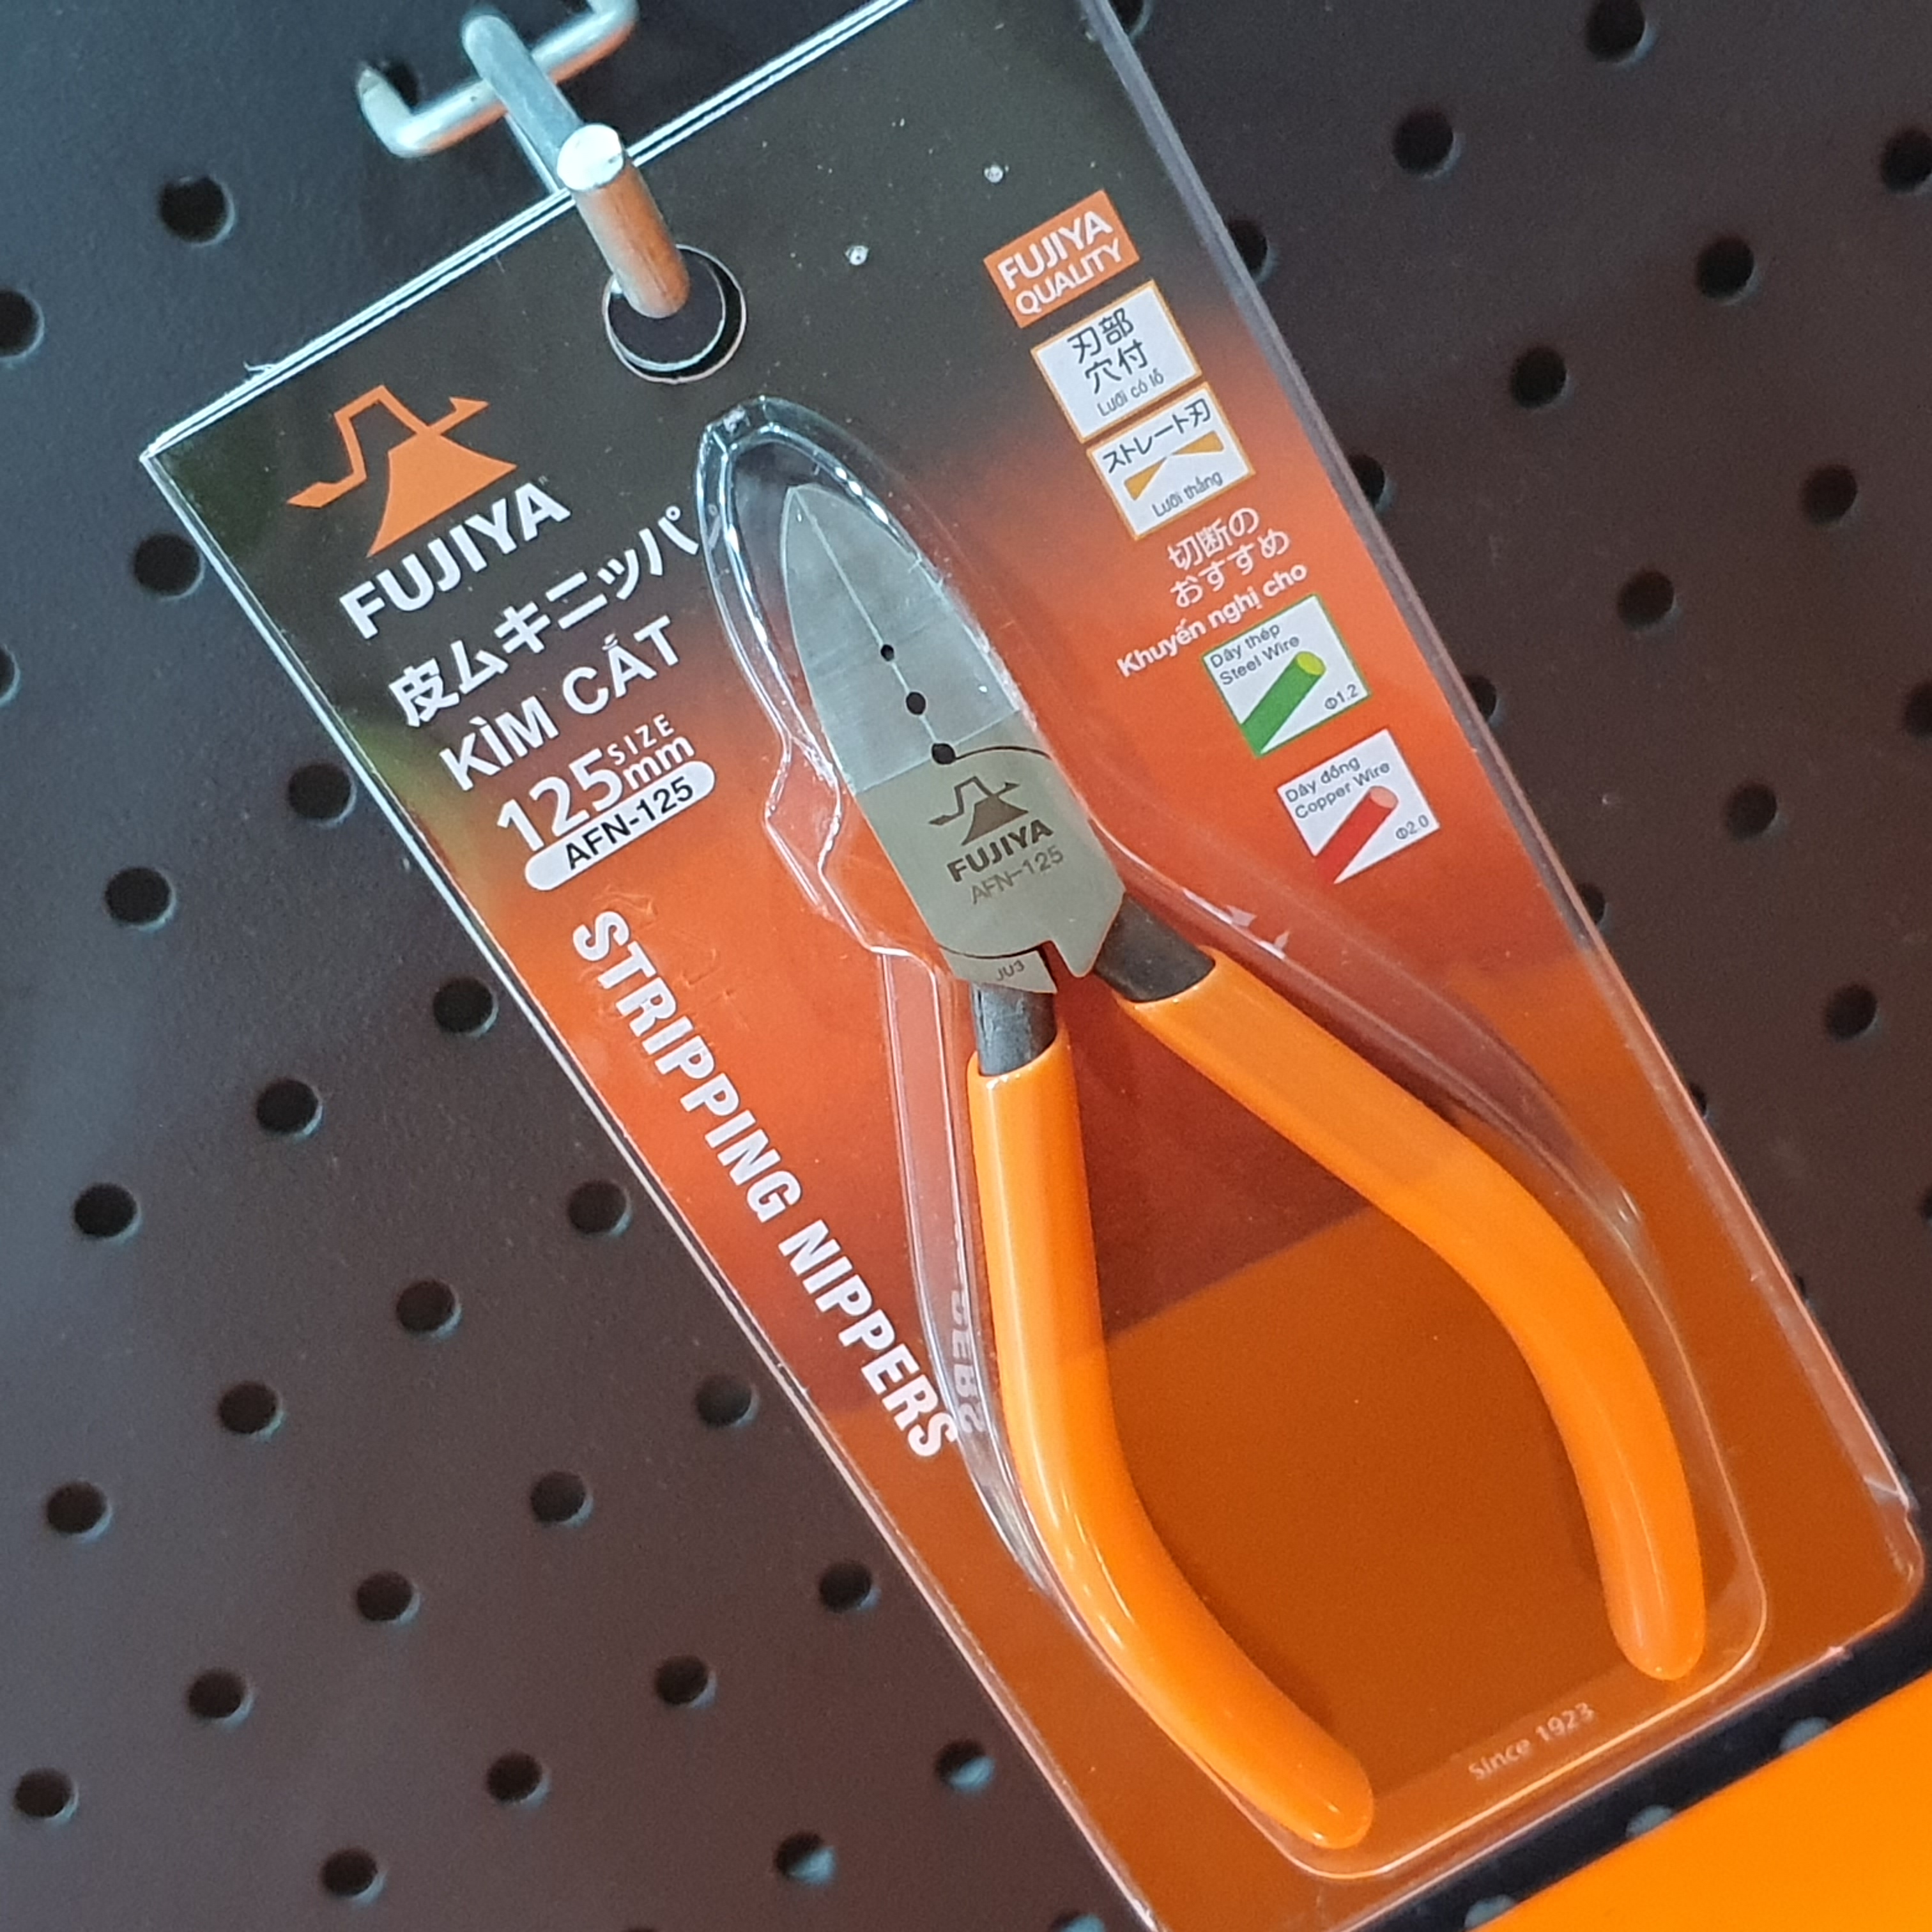 FUJIYA
皮ムキニッパ
KÌM CẮT
125mm SIZE
AFN-125
STRIPPING NIPPERS
FUJIYA
QUALITY
刃部
穴付
Lưỡi có lỗ
ストレート刃
Lưỡi thẳng
切断の
おすすめ
Khuyến nghị cho
Dây thép
Steel Wire
Φ1.2
Dây đồng
Copper Wire
Φ2.0
FUJIYA
AFN-125
JU3
Since 1923